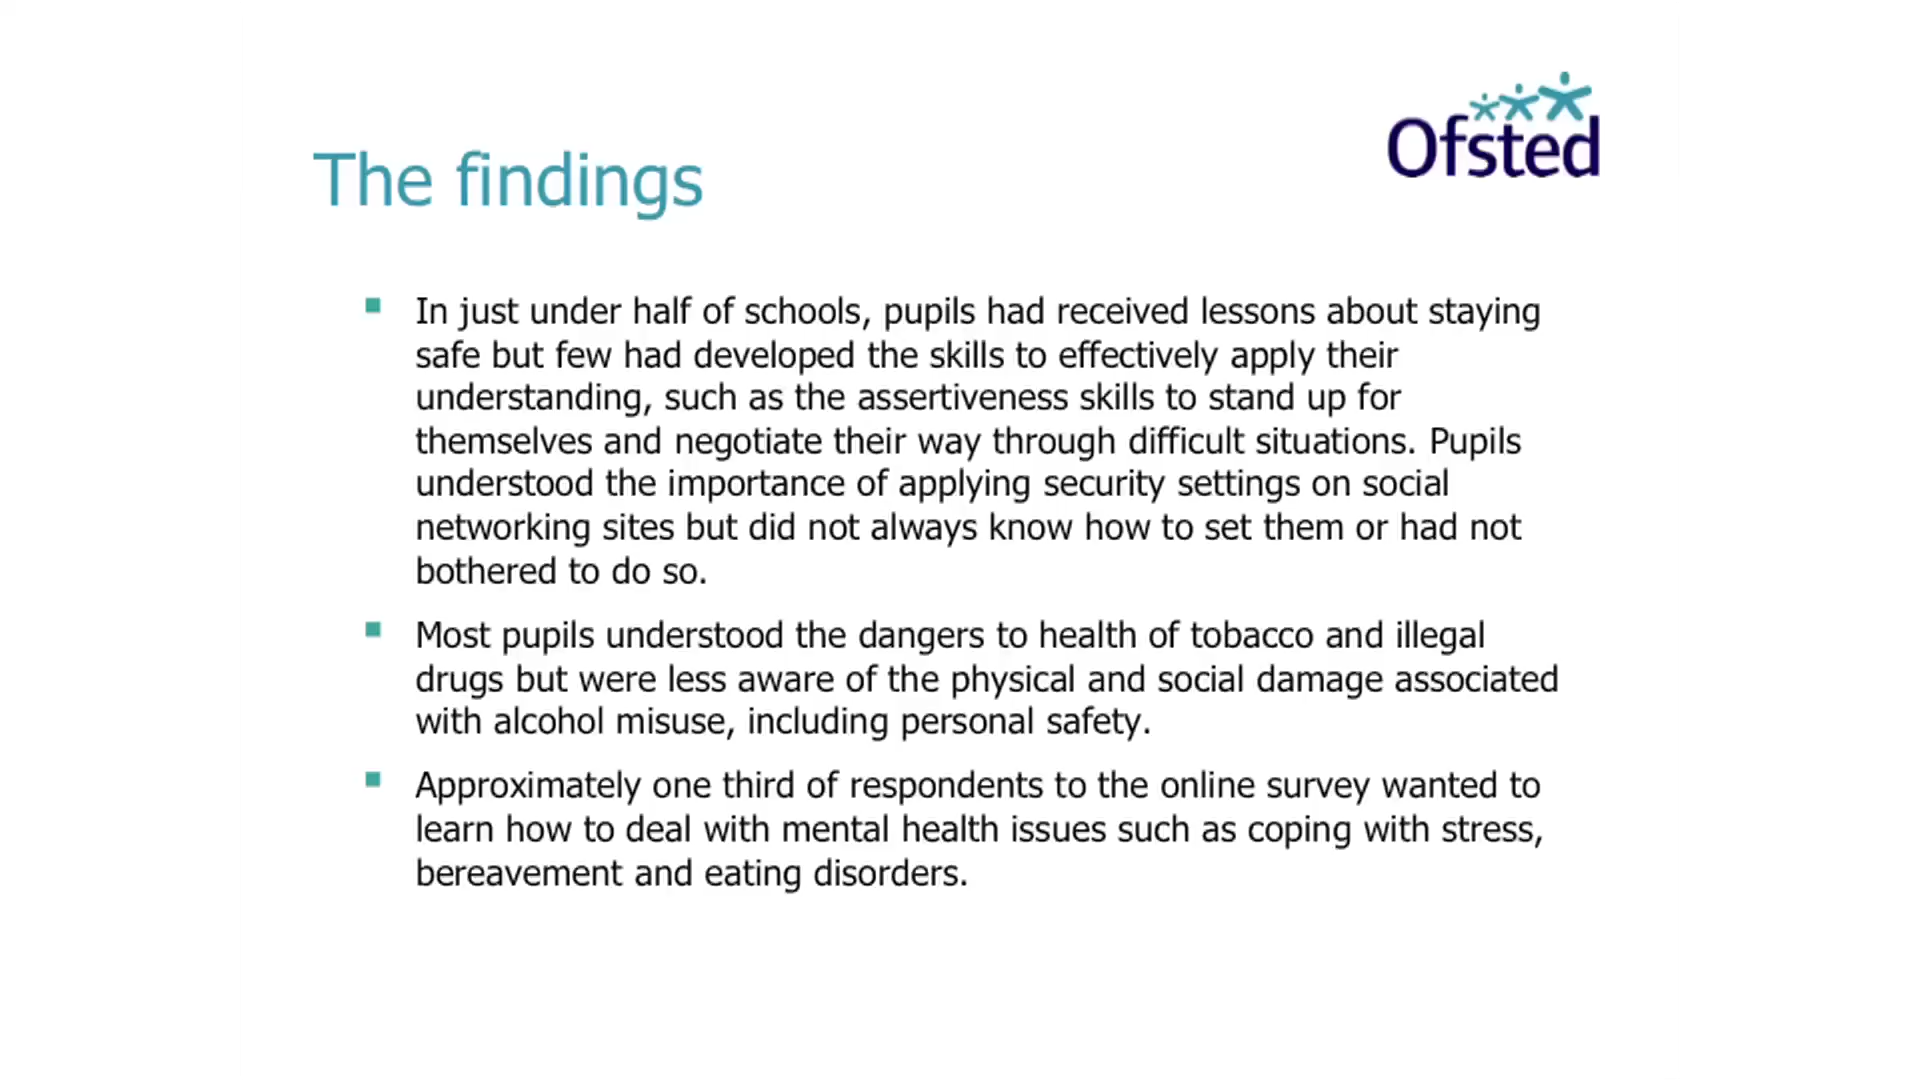 Ofsted
The findings
In just under half of schools, pupils had received lessons about staying
safe but few had developed the skills to effectively apply their
understanding, such as the assertiveness skills to stand up for
themselves and negotiate their way through difficult situations. Pupils
understood the importance of applying security settings on social
networking sites but did not always know how to set them or had not
bothered to do so.
Most pupils understood the dangers to health of tobacco and illegal
drugs but were less aware of the physical and social damage associated
with alcohol misuse, including personal safety.
Approximately one third of respondents to the online survey wanted to
learn how to deal with mental health issues such as coping with stress,
bereavement and eating disorders.